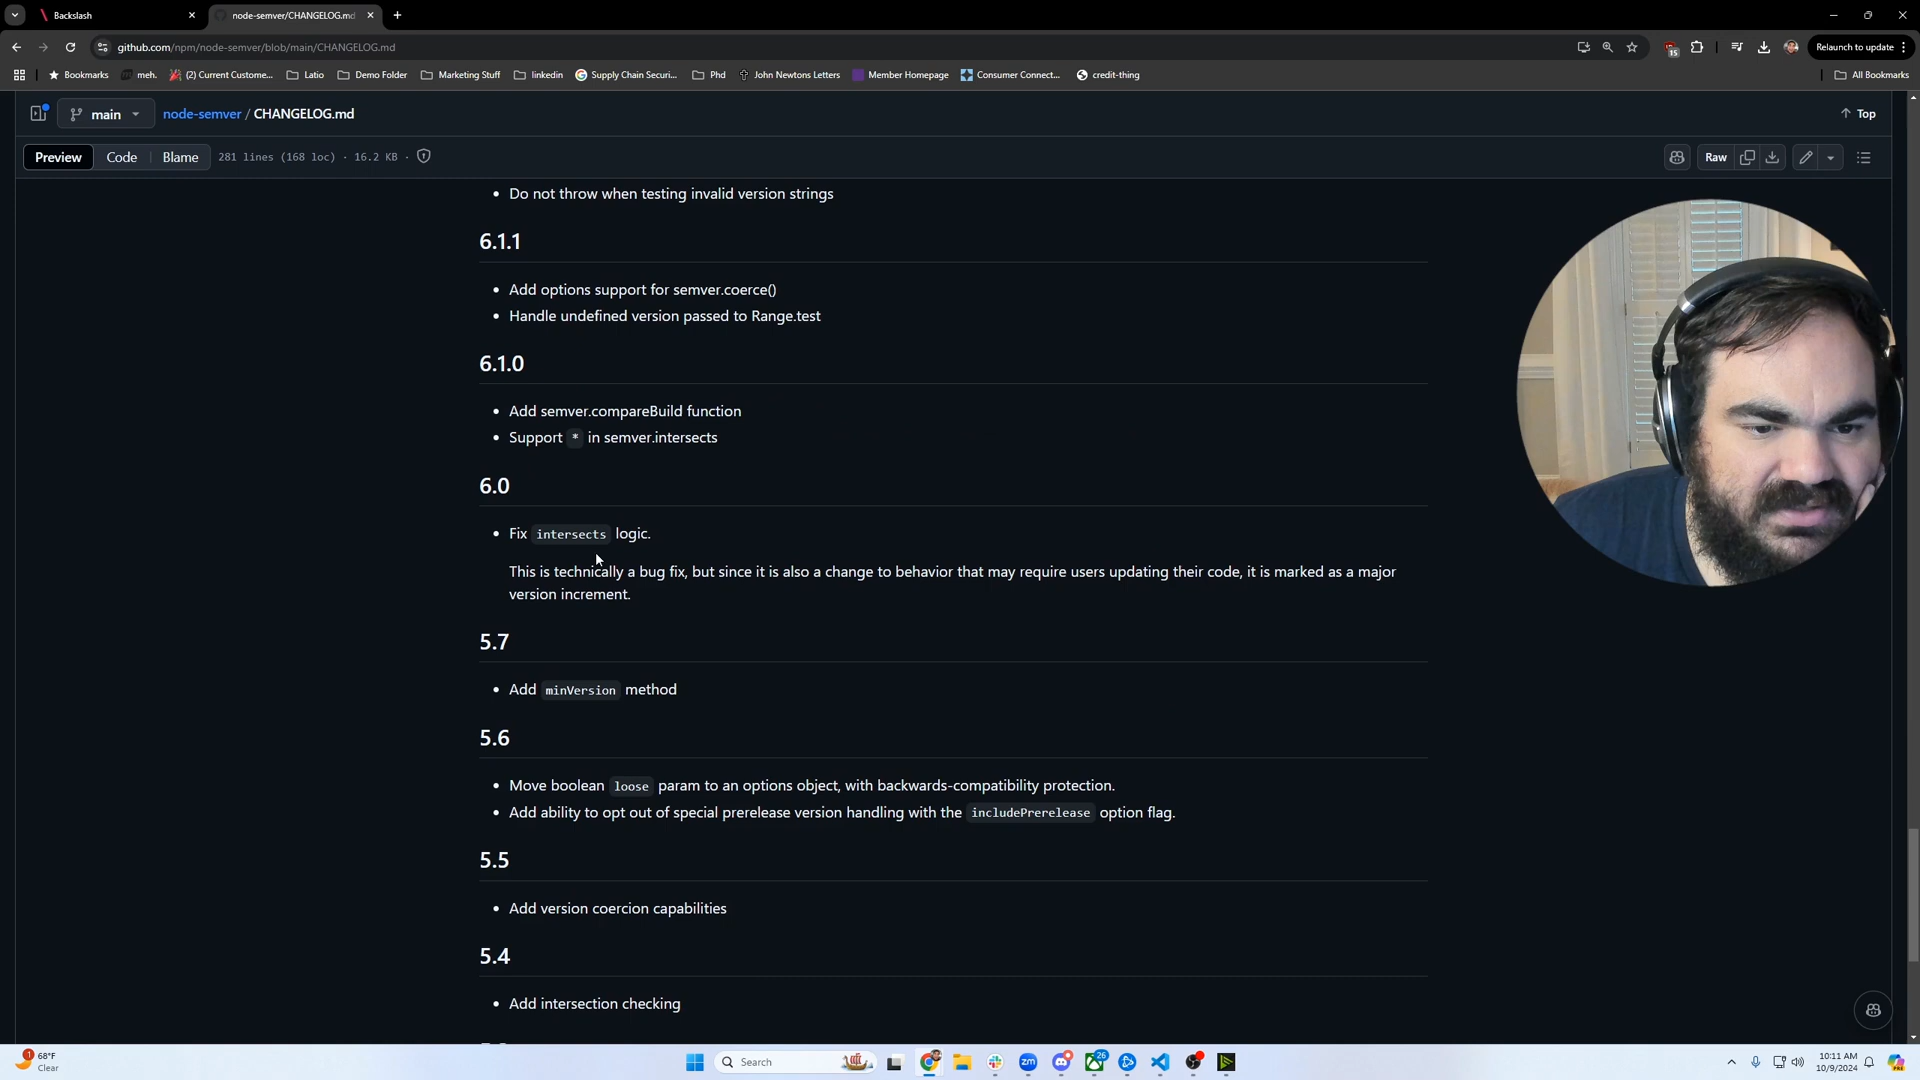 Backslash
node-semver/CHANGELOG.md
github.com/npm/node-semver/blob/main/CHANGELOG.md
15
Relaunch to update
Bookmarks
meh.
(2) Current Custome...
Latio
Demo Folder
Marketing Stuff
linkedin
Supply Chain Securi...
Phd
John Newtons Letters
Member Homepage
Consumer Connect...
credit-thing
All Bookmarks
main
node-semver / CHANGELOG.md
Top
Preview
Code
Blame
281 lines (168 loc) · 16.2 KB
Raw
• Do not throw when testing invalid version strings
6.1.1
• Add options support for semver.coerce()
• Handle undefined version passed to Range.test
6.1.0
• Add semver.compareBuild function
• Support * in semver.intersects
6.0
• Fix intersects logic.
This is technically a bug fix, but since it is also a change to behavior that may require users updating their code, it is marked as a major
version increment.
5.7
• Add minVersion method
5.6
• Move boolean loose param to an options object, with backwards-compatibility protection.
• Add ability to opt out of special prerelease version handling with the includePrerelease option flag.
5.5
• Add version coercion capabilities
5.4
• Add intersection checking
1
68°F
Clear
Search
zm
26
10:11 AM
10/9/2024
PRE